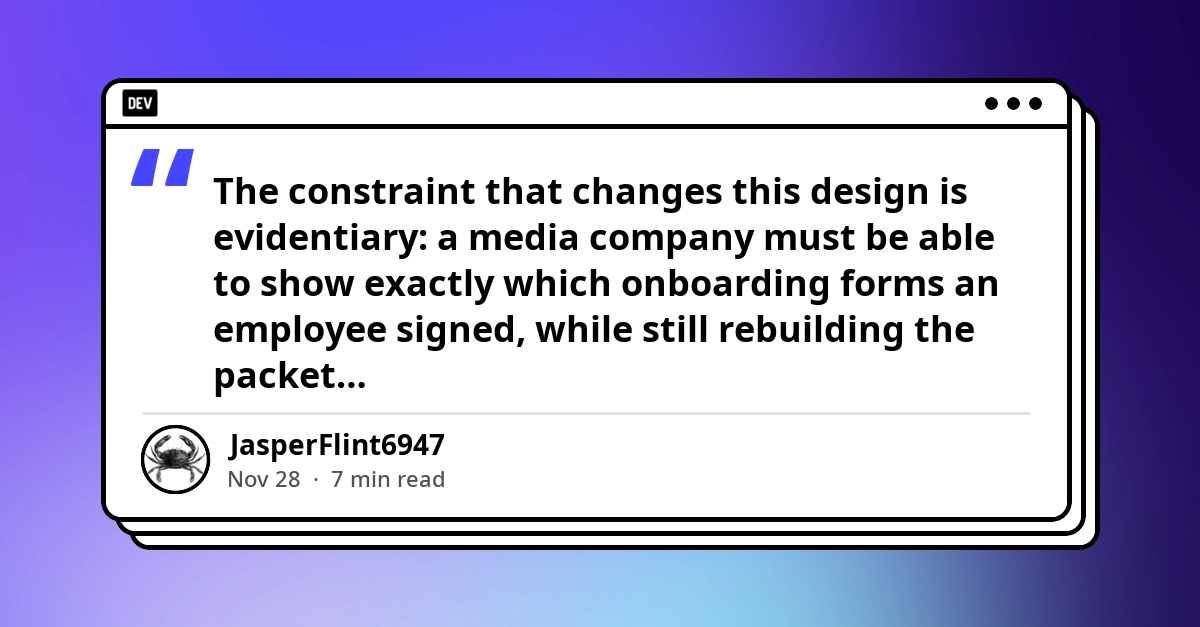 DEV
“
The constraint that changes this design is
evidentiary: a media company must be able
to show exactly which onboarding forms an
employee signed, while still rebuilding the
packet...
JasperFlint6947
Nov 28 · 7 min read